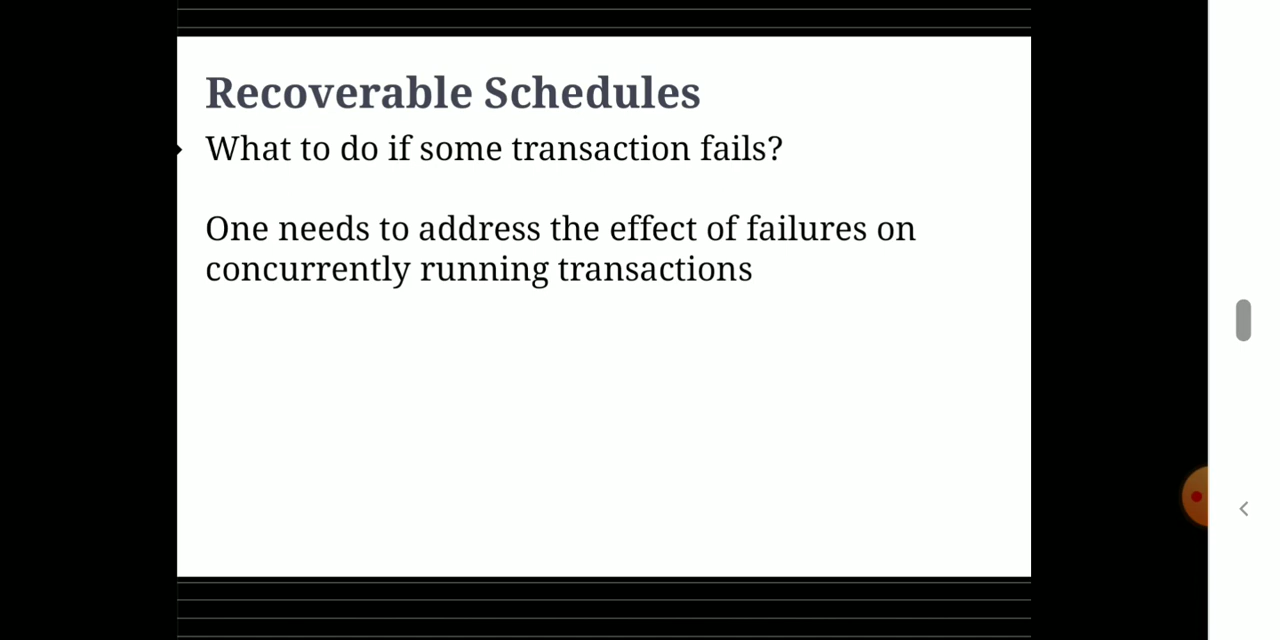 Recoverable Schedules
What to do if some transaction fails?
One needs to address the effect of failures on
concurrently running transactions